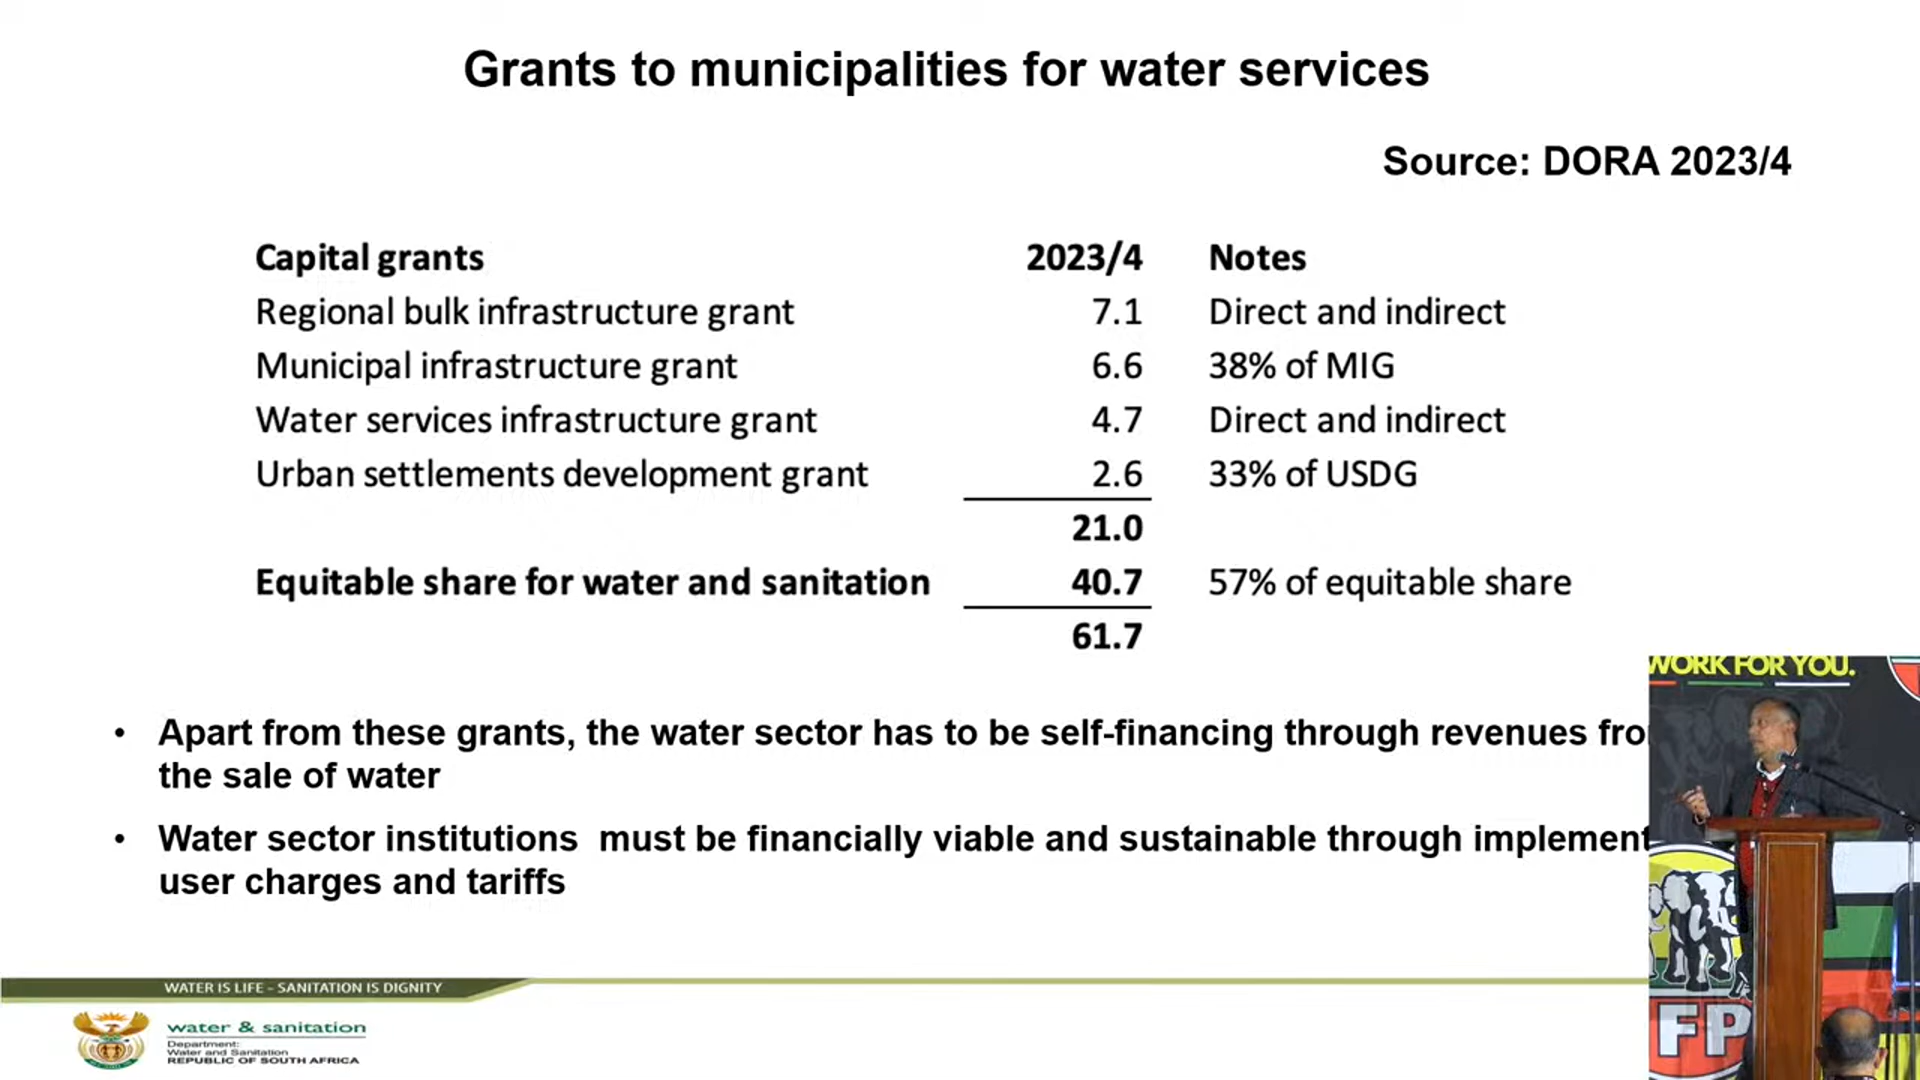 Grants to municipalities for water services
Source: DORA 2023/4
Capital grants 2023/4 Notes
Regional bulk infrastructure grant 7.1 Direct and indirect
Municipal infrastructure grant 6.6 38% of MIG
Water services infrastructure grant 4.7 Direct and indirect
Urban settlements development grant 2.6 33% of USDG
21.0
Equitable share for water and sanitation 40.7 57% of equitable share
61.7
WORK FOR YOU.
• Apart from these grants, the water sector has to be self-financing through revenues fro
the sale of water
• Water sector institutions must be financially viable and sustainable through implement
user charges and tariffs
WATER IS LIFE - SANITATION IS DIGNITY
water & sanitation
Department:
Water and Sanitation
REPUBLIC OF SOUTH AFRICA
FP